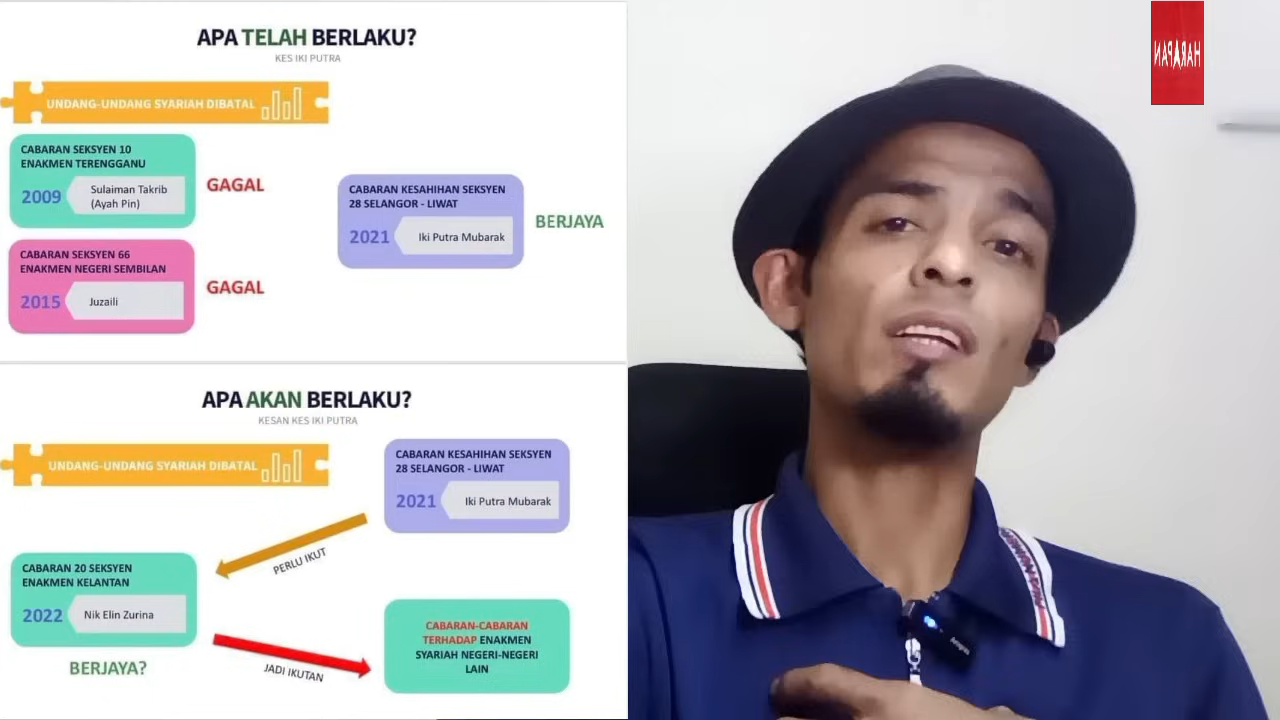 APA TELAH BERLAKU?
KES IKI PUTRA
UNDANG-UNDANG SYARIAH DIBATAL
CABARAN SEKSYEN 10
ENAKMEN TERENGGANU
2009
Sulaiman Takrib
(Ayah Pin)
GAGAL
CABARAN SEKSYEN 66
ENAKMEN NEGERI SEMBILAN
2015
Juzaili
GAGAL
CABARAN KESAHIHAN SEKSYEN
28 SELANGOR - LIWAT
2021
Iki Putra Mubarak
BERJAYA
APA AKAN BERLAKU?
KESAN KES IKI PUTRA
UNDANG-UNDANG SYARIAH DIBATAL
CABARAN KESAHIHAN SEKSYEN
28 SELANGOR - LIWAT
2021
Iki Putra Mubarak
PERLU IKUT
CABARAN 20 SEKSYEN
ENAKMEN KELANTAN
2022
Nik Elin Zurina
BERJAYA?
JADI IKUTAN
CABARAN-CABARAN
TERHADAP ENAKMEN
SYARIAH NEGERI-NEGERI
LAIN
HARAPAN